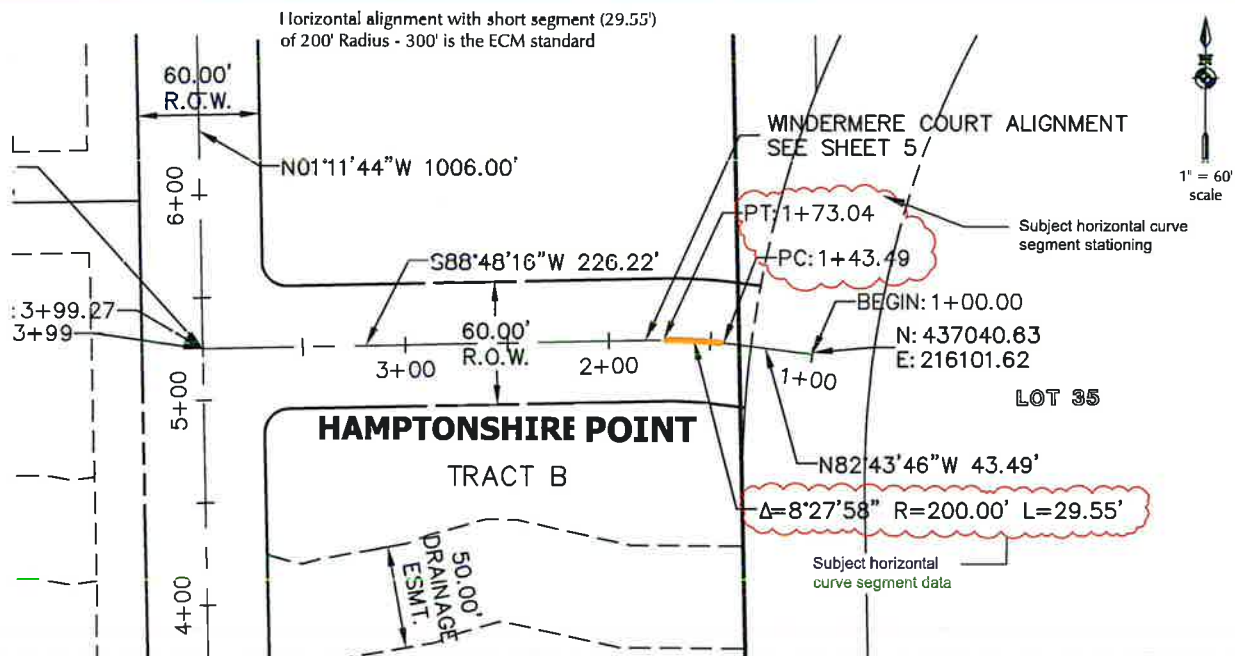 Horizontal alignment with short segment (29.55')
of 200' Radius - 300' is the ECM standard
60.00'
R.O.W.
N
1" = 60'
scale
WINDERMERE COURT ALIGNMENT
SEE SHEET 5
N01°11'44"W 1006.00'
6+00
PT: 1+73.04
Subject horizontal curve
segment stationing
PC: 1+43.49
S88°48'16"W 226.22'
BEGIN: 1+00.00
: 3+99.27
3+99
N: 437040.63
E: 216101.62
60.00'
R.O.W.
3+00
2+00
1+00
5+00
LOT 35
HAMPTONSHIRE POINT
TRACT B
N82°43'46"W 43.49'
Δ=8°27'58" R=200.00' L=29.55'
Subject horizontal
curve segment data
50.00'
DRAINAGE
ESMT.
4+00